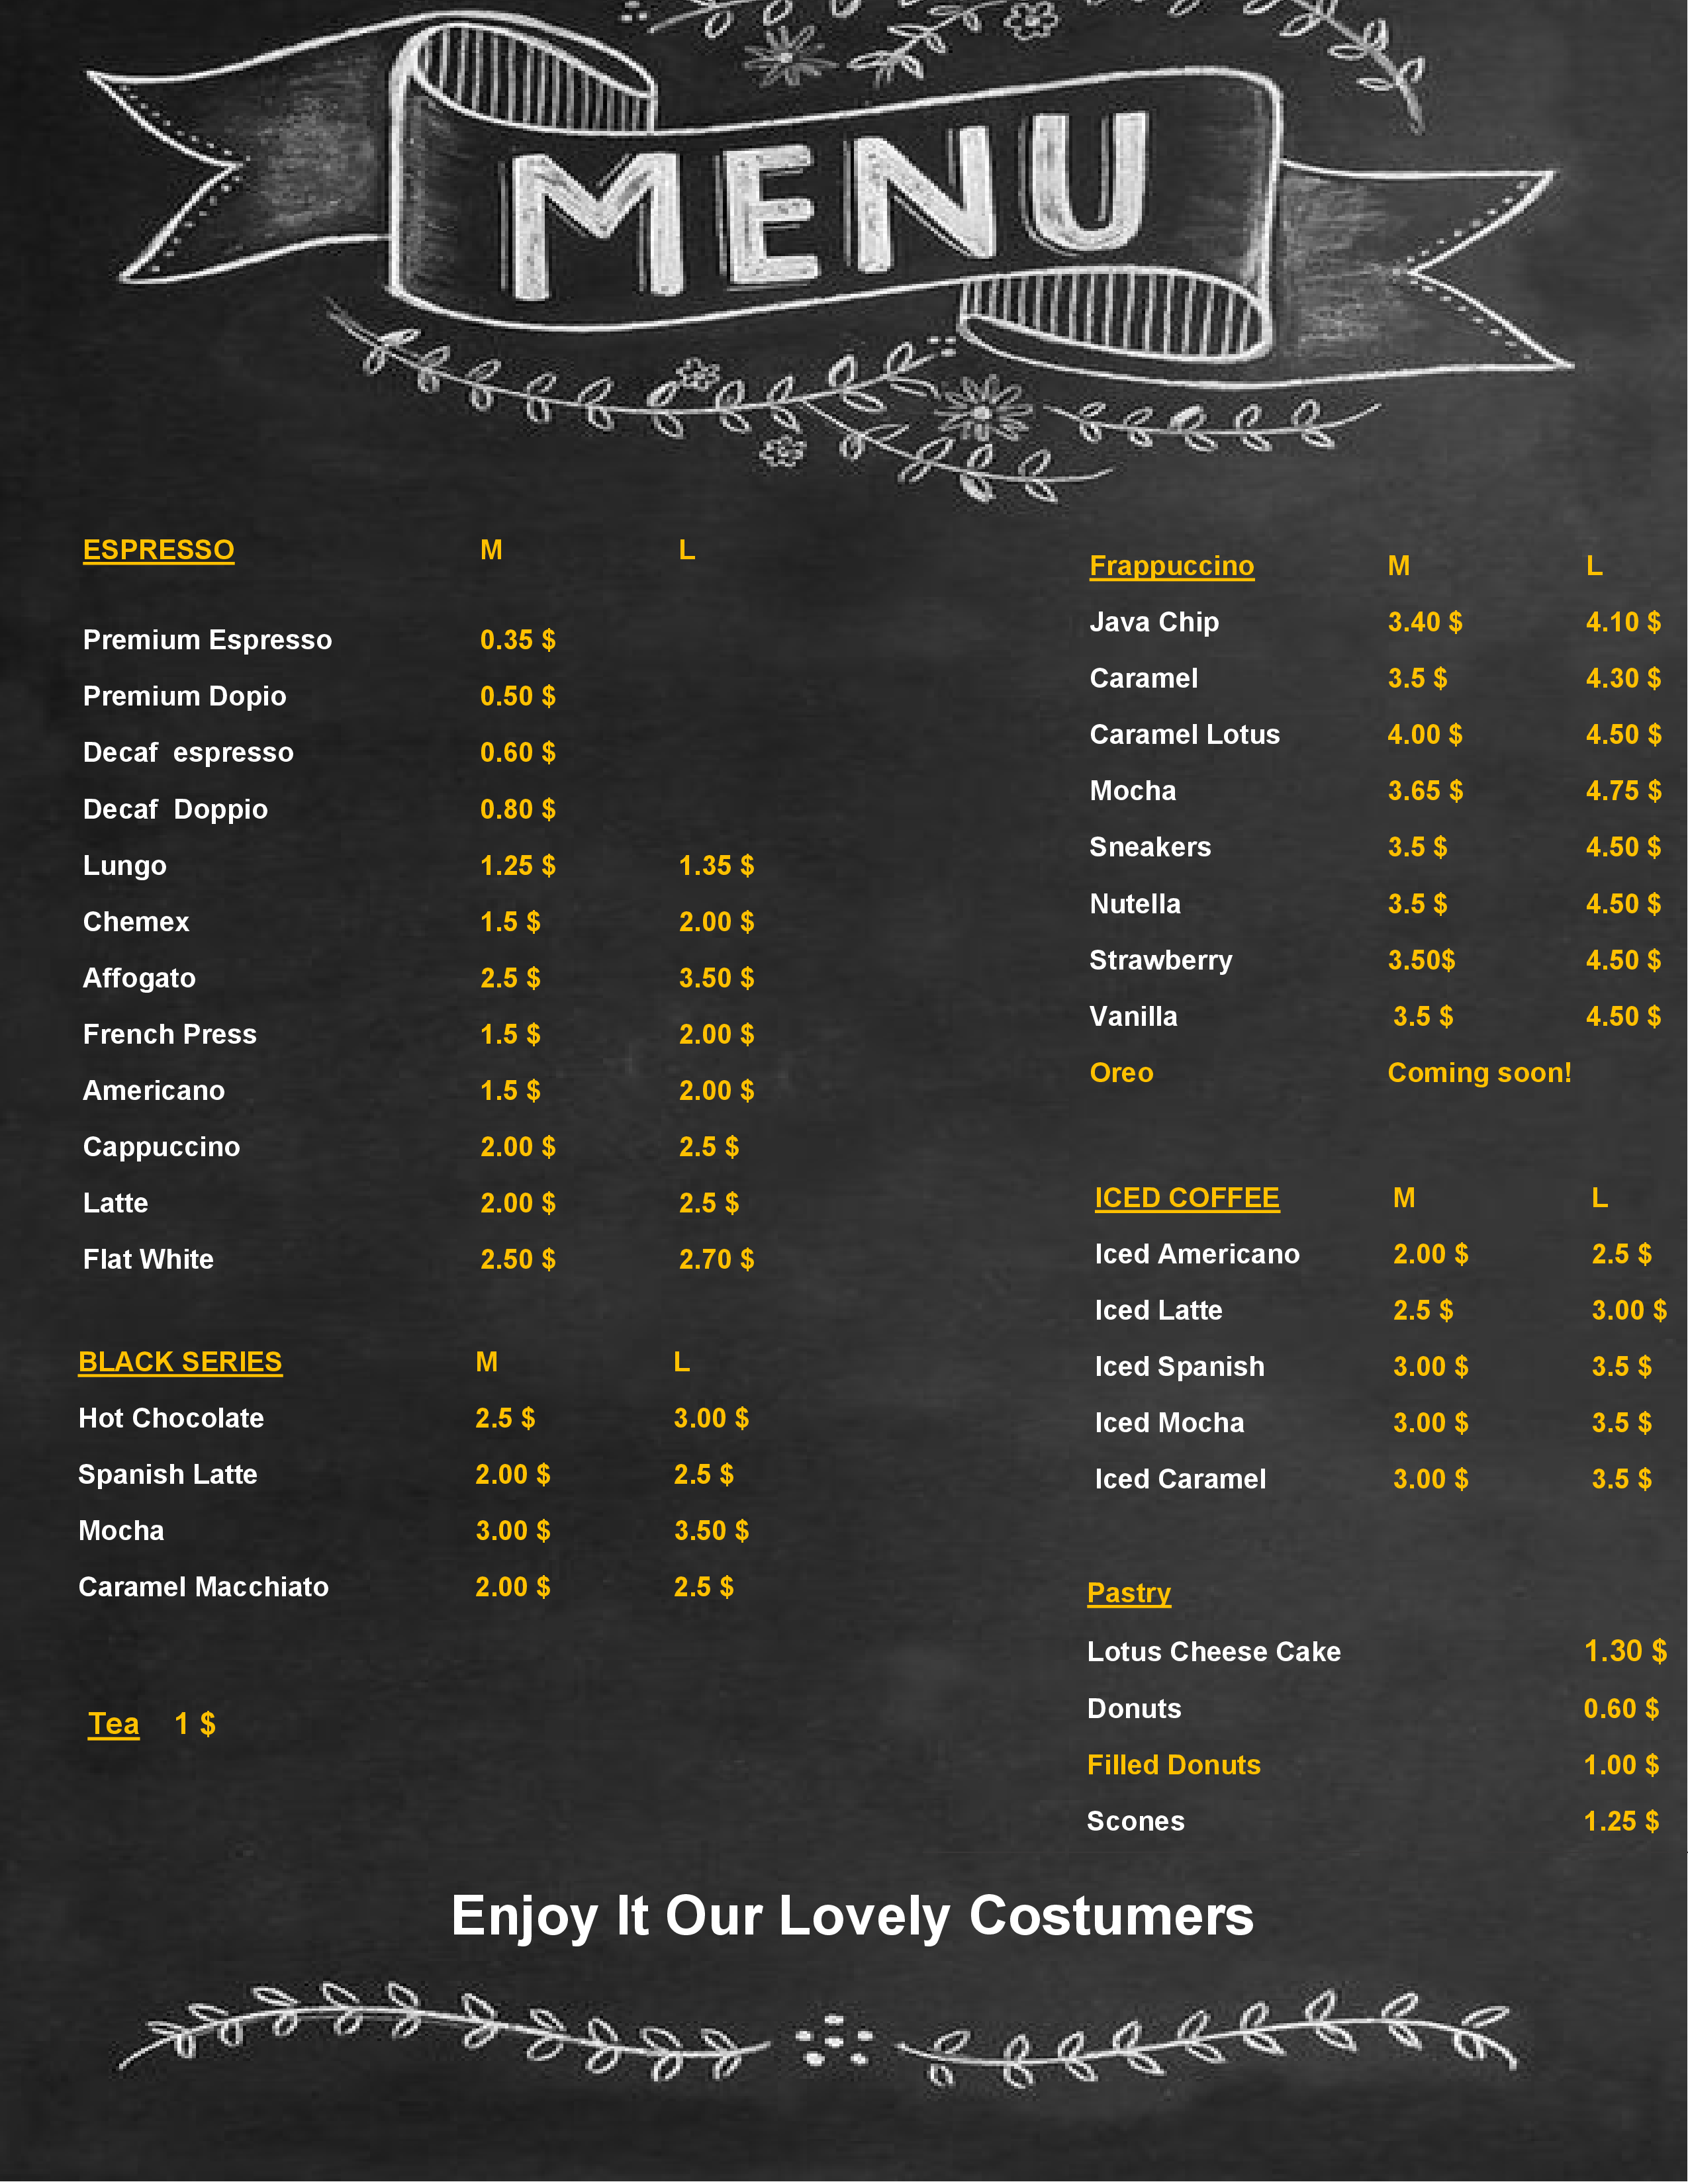 MENU
ESPRESSO M L
Premium Espresso 0.35 $
Premium Dopio 0.50 $
Decaf  espresso 0.60 $
Decaf  Doppio 0.80 $
Lungo 1.25 $ 1.35 $
Chemex 1.5 $ 2.00 $
Affogato 2.5 $ 3.50 $
French Press 1.5 $ 2.00 $
Americano 1.5 $ 2.00 $
Cappuccino 2.00 $ 2.5 $
Latte 2.00 $ 2.5 $
Flat White 2.50 $ 2.70 $
BLACK SERIES M L
Hot Chocolate 2.5 $ 3.00 $
Spanish Latte 2.00 $ 2.5 $
Mocha 3.00 $ 3.50 $
Caramel Macchiato 2.00 $ 2.5 $
Tea 1 $
Frappuccino M L
Java Chip 3.40 $ 4.10 $
Caramel 3.5 $ 4.30 $
Caramel Lotus 4.00 $ 4.50 $
Mocha 3.65 $ 4.75 $
Sneakers 3.5 $ 4.50 $
Nutella 3.5 $ 4.50 $
Strawberry 3.50$ 4.50 $
Vanilla 3.5 $ 4.50 $
Oreo Coming soon!
ICED COFFEE M L
Iced Americano 2.00 $ 2.5 $
Iced Latte 2.5 $ 3.00 $
Iced Spanish 3.00 $ 3.5 $
Iced Mocha 3.00 $ 3.5 $
Iced Caramel 3.00 $ 3.5 $
Pastry
Lotus Cheese Cake 1.30 $
Donuts 0.60 $
Filled Donuts 1.00 $
Scones 1.25 $
Enjoy It Our Lovely Costumers